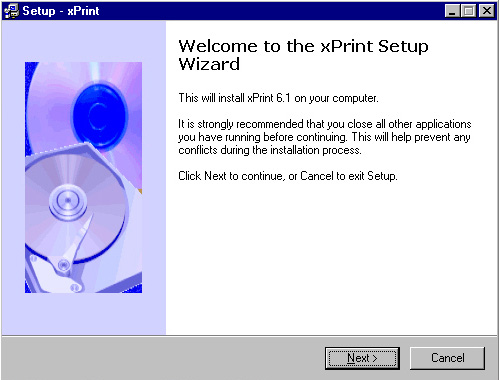 Setup - xPrint
Welcome to the xPrint Setup
Wizard
This will install xPrint 6.1 on your computer.
It is strongly recommended that you close all other applications
you have running before continuing. This will help prevent any
conflicts during the installation process.
Click Next to continue, or Cancel to exit Setup.
Next >
Cancel